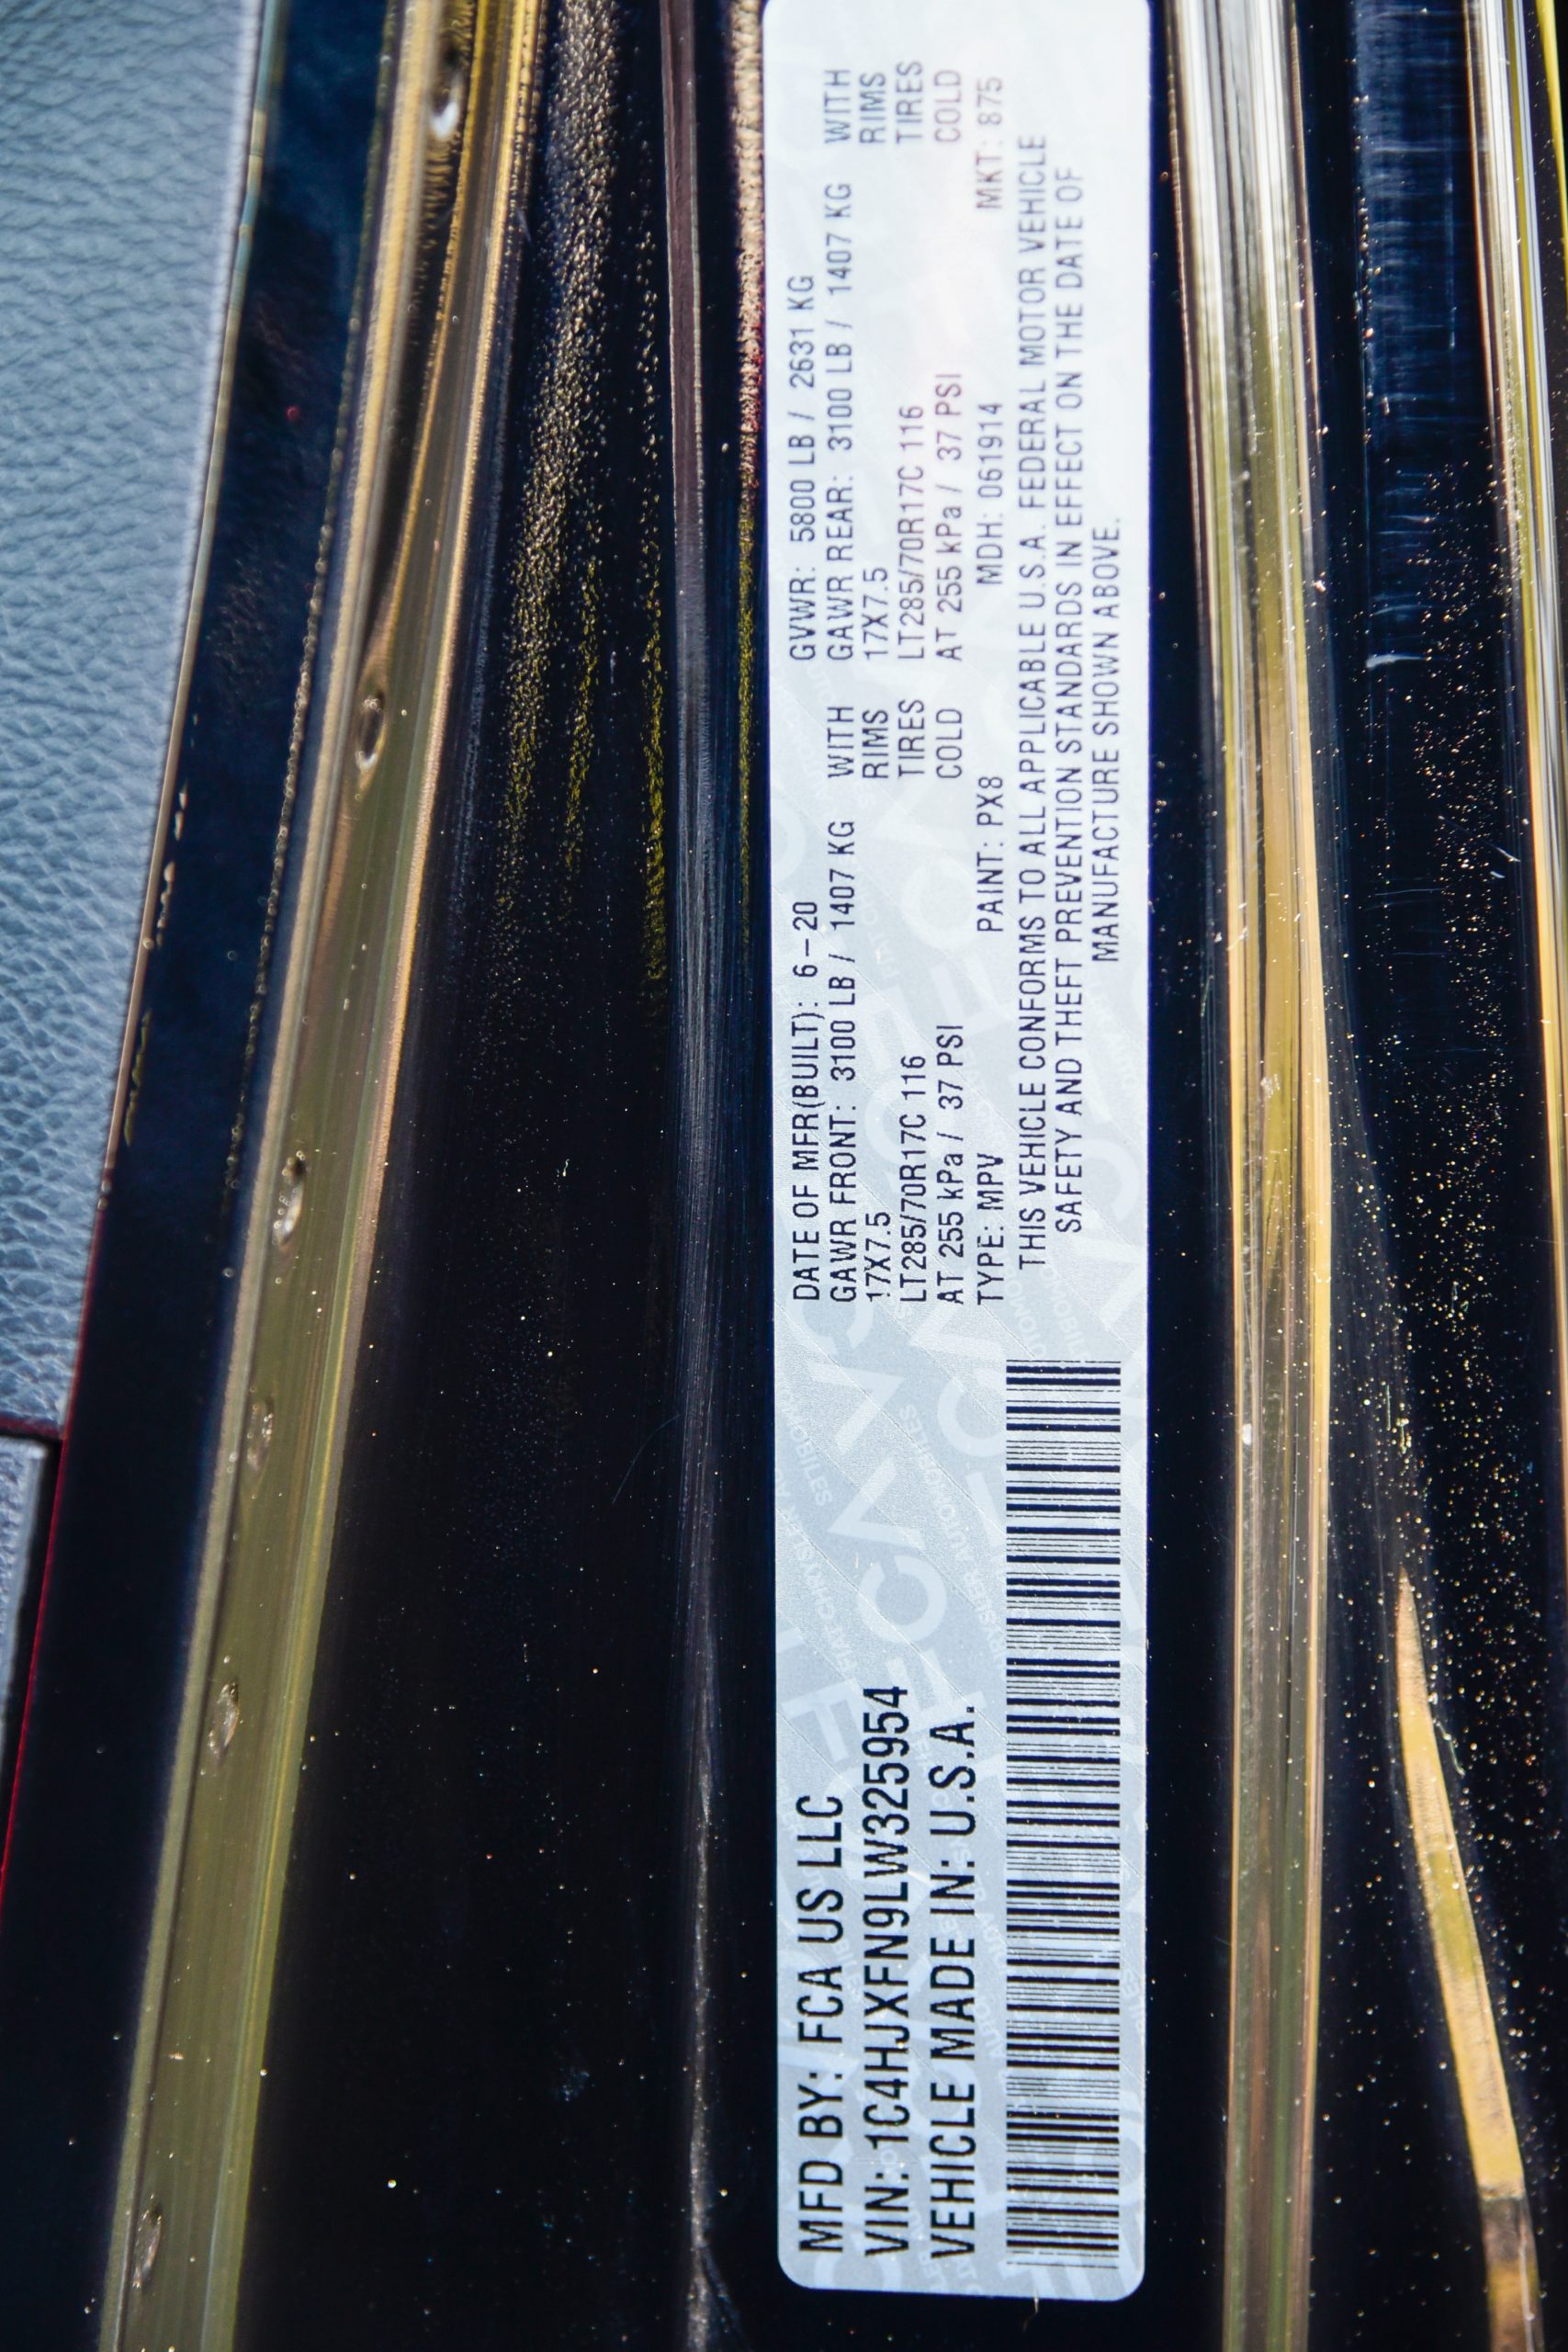 MFD BY: FCA US LLC
VIN: 1C4HJXFN9LW325954
VEHICLE MADE IN: U.S.A.
DATE OF MFR(BUILT): 6-20 GVWR: 5800 LB / 2631 KG
GAWR FRONT: 3100 LB / 1407 KG WITH GAWR REAR: 3100 LB / 1407 KG WITH
17X7.5 RIMS 17X7.5 RIMS
LT285/70R17C 116 TIRES LT285/70R17C 116 TIRES
AT 255 kPa / 37 PSI COLD AT 255 kPa / 37 PSI COLD
TYPE: MPV PAINT: PX8 MDH: 061914 MKT: 875
THIS VEHICLE CONFORMS TO ALL APPLICABLE U.S.A. FEDERAL MOTOR VEHICLE
SAFETY AND THEFT PREVENTION STANDARDS IN EFFECT ON THE DATE OF
MANUFACTURE SHOWN ABOVE.